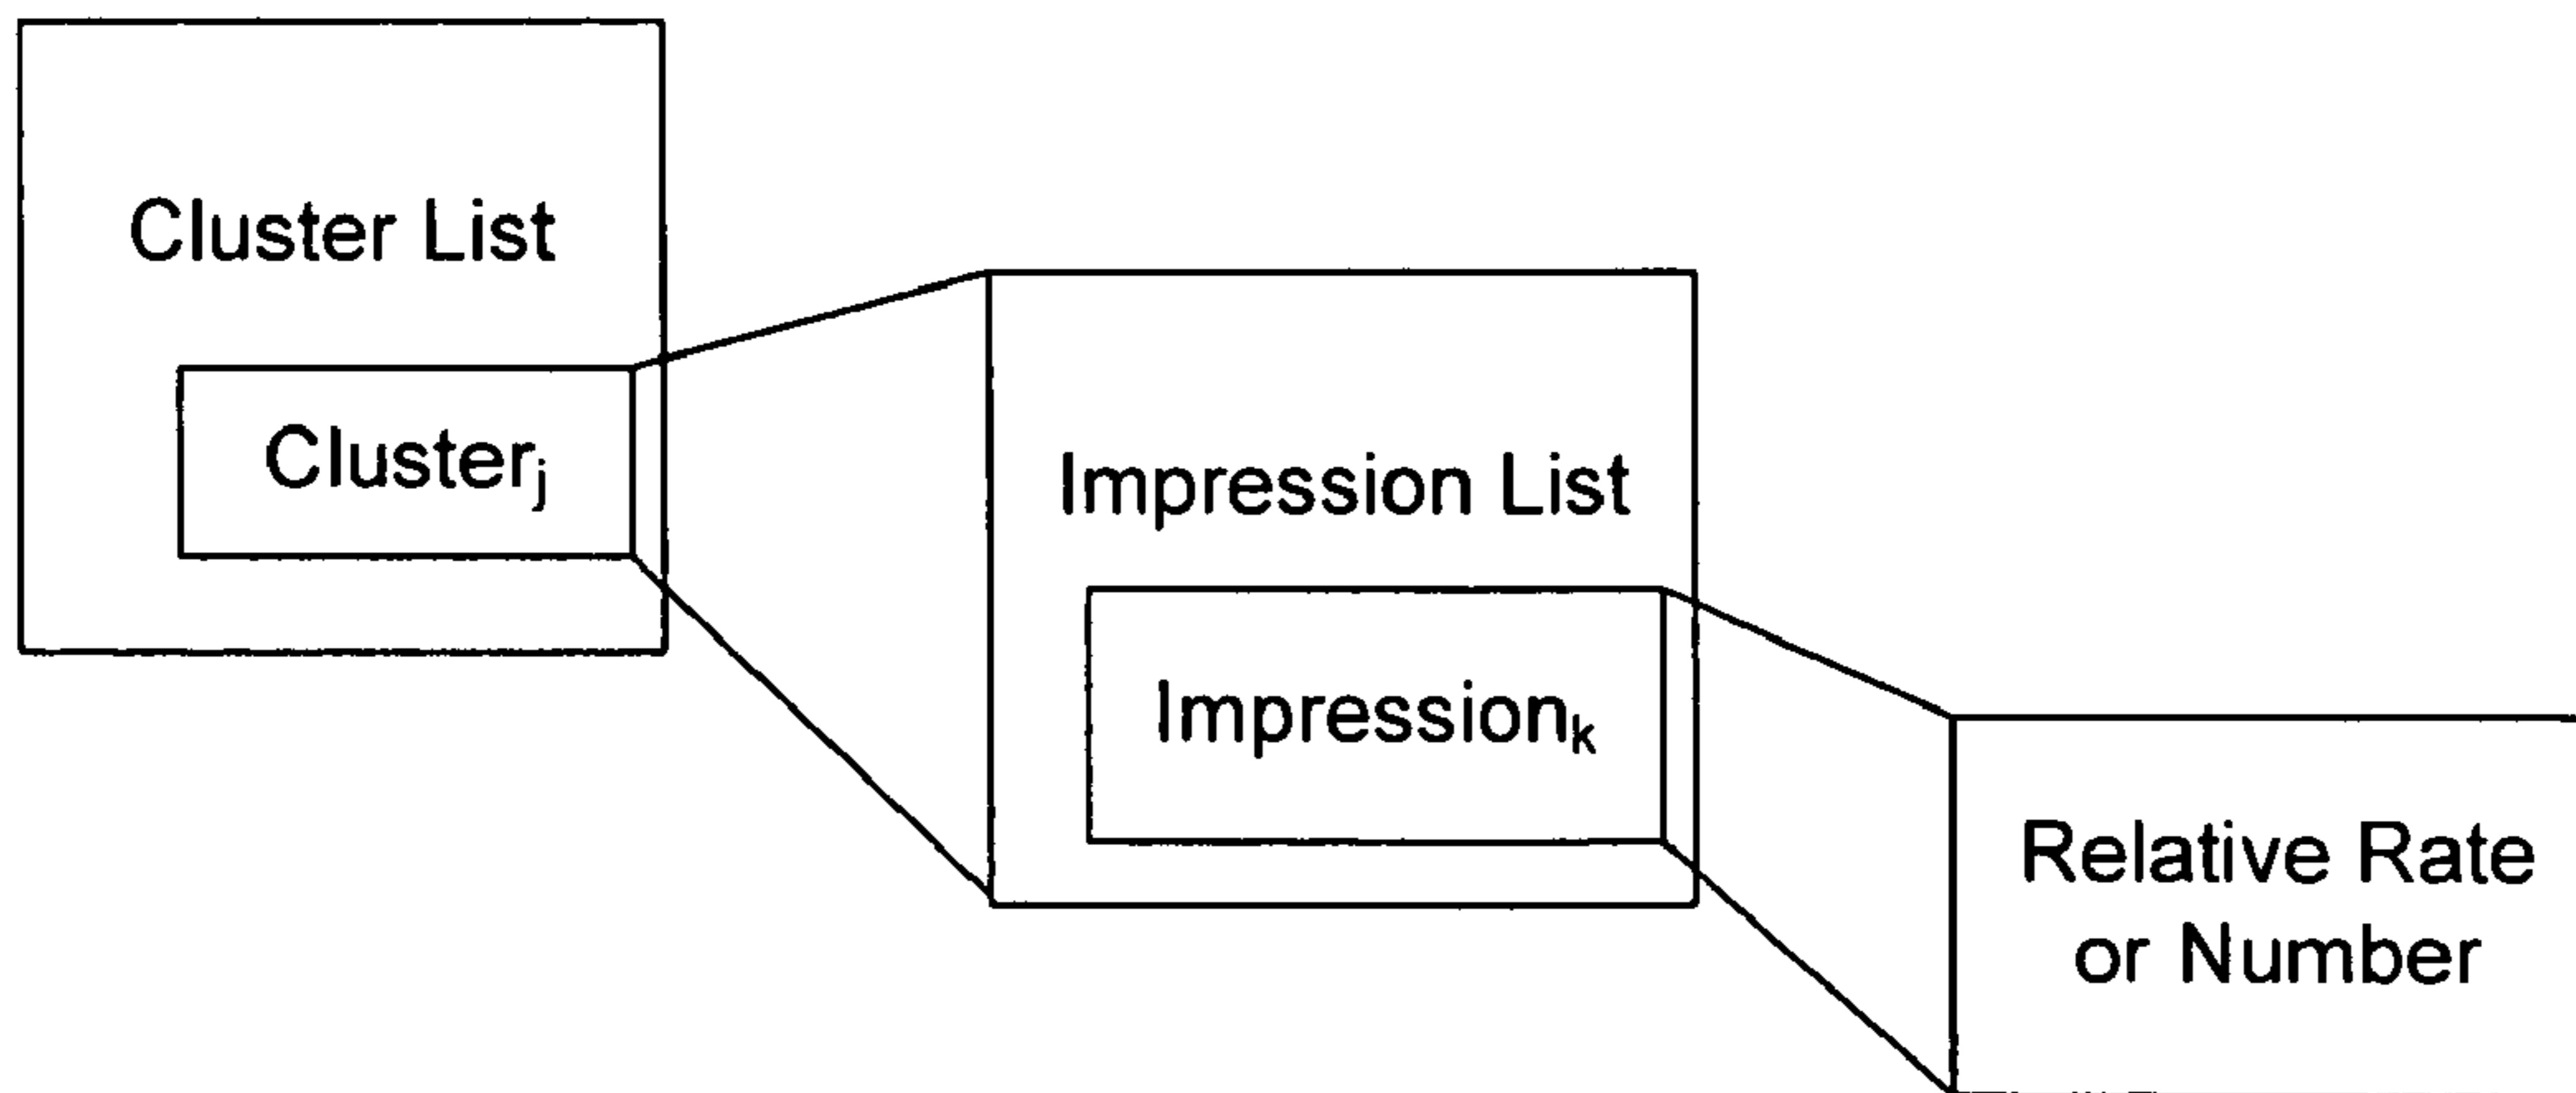 Cluster List
Clusterⱼ
Impression List
Impressionₖ
Relative Rate
or Number